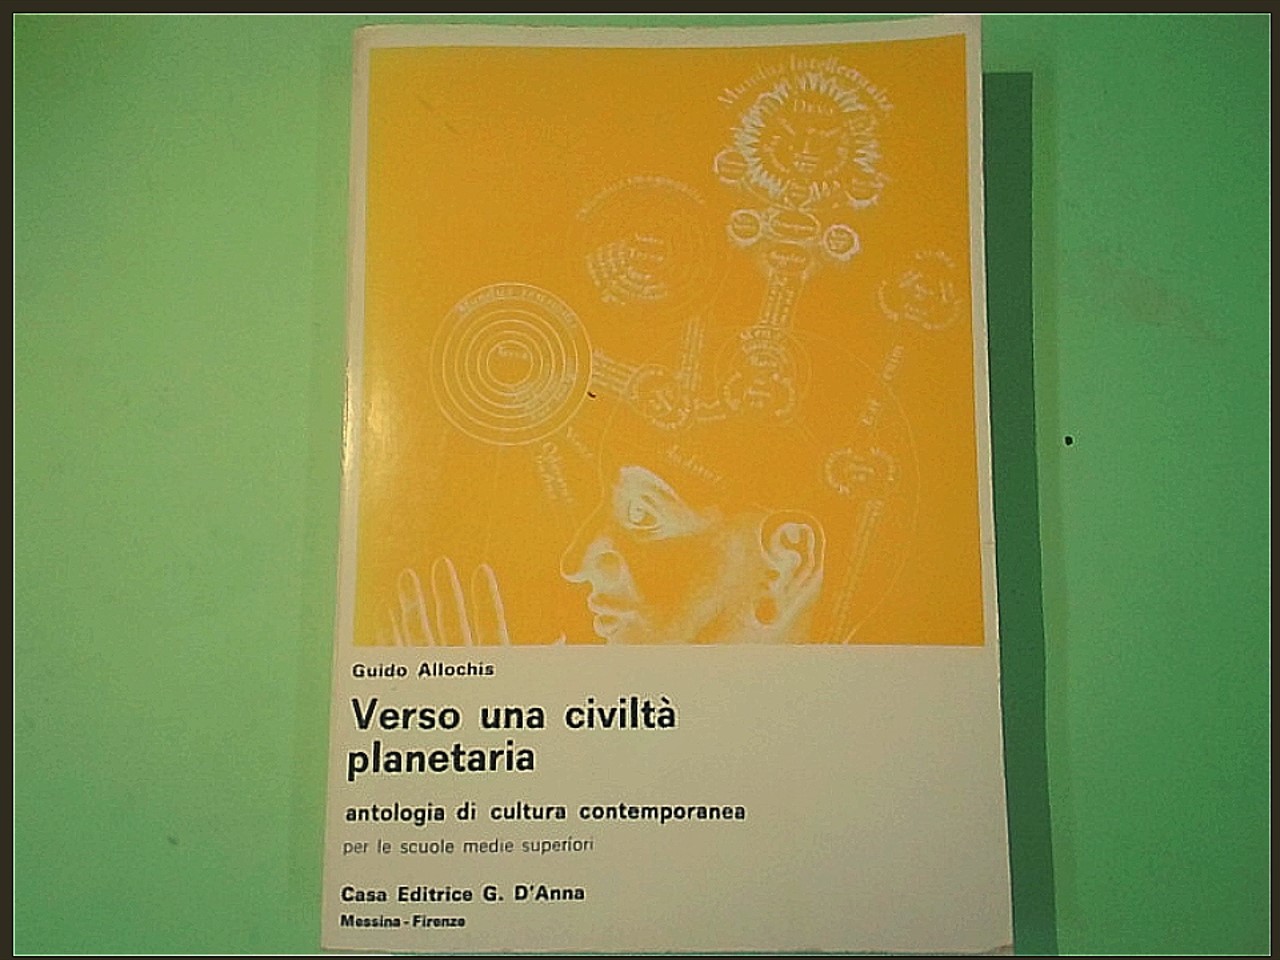 Mundus Intellectualis
Deus
Mundus sensibilis
Guido Allochis
Verso una civiltà
planetaria
antologia di cultura contemporanea
per le scuole medie superiori
Casa Editrice G. D'Anna
Messina - Firenze